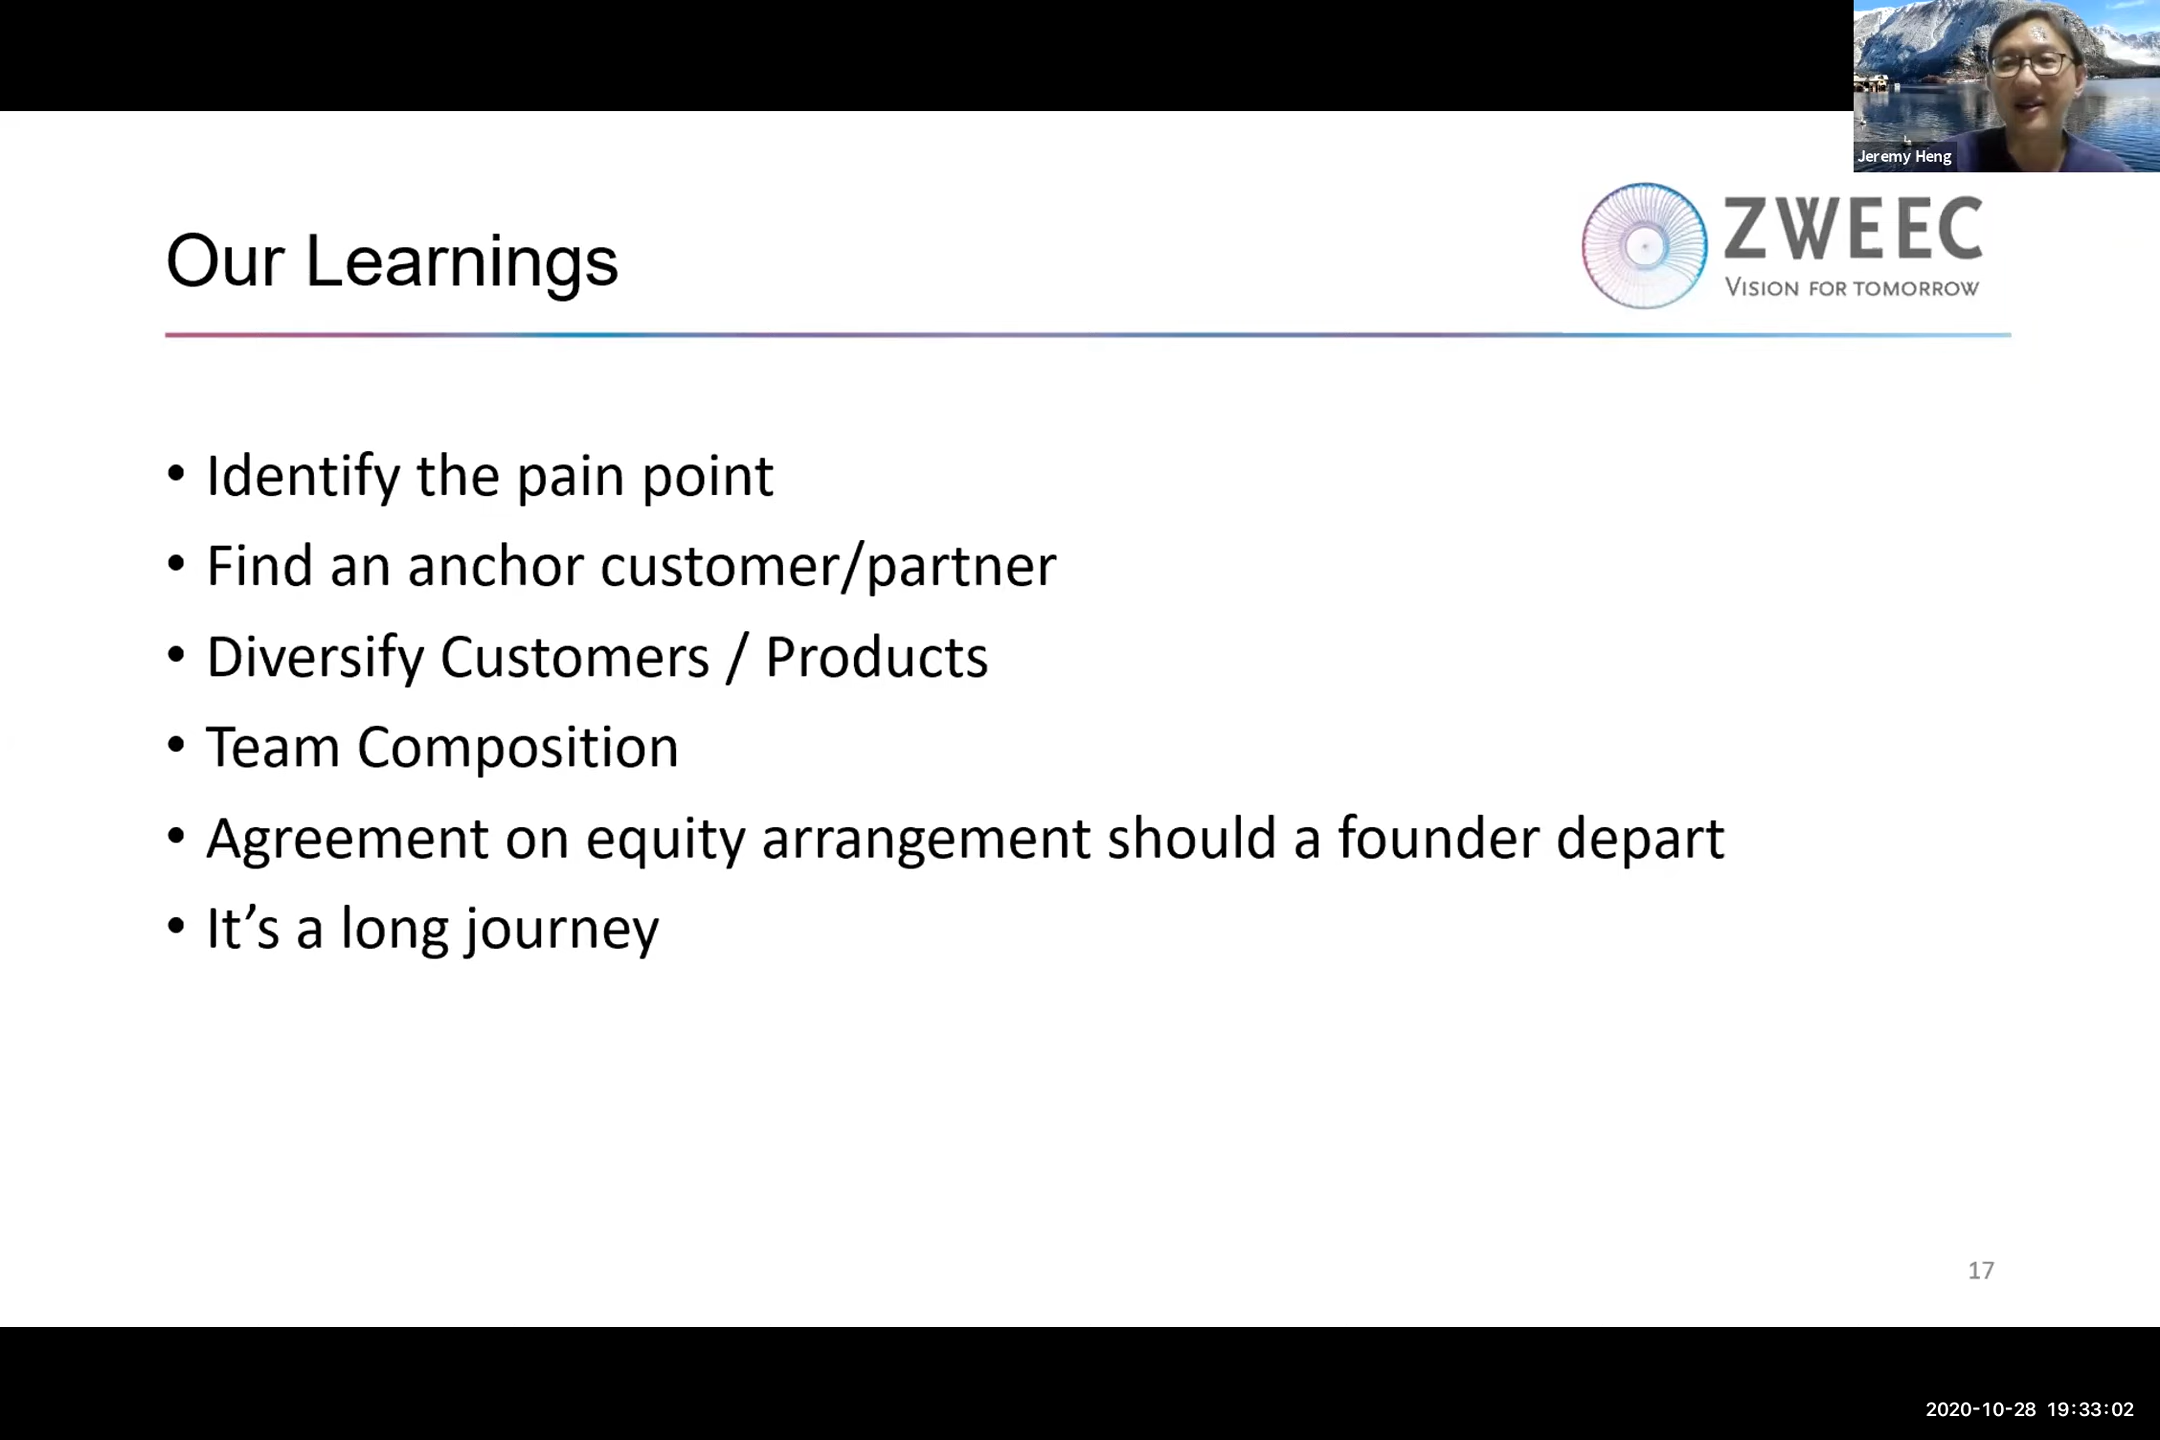 Jeremy Heng
ZWEEC
VISION FOR TOMORROW
Our Learnings
• Identify the pain point
• Find an anchor customer/partner
• Diversify Customers / Products
• Team Composition
• Agreement on equity arrangement should a founder depart
• It’s a long journey
17
2020-10-28 19:33:02